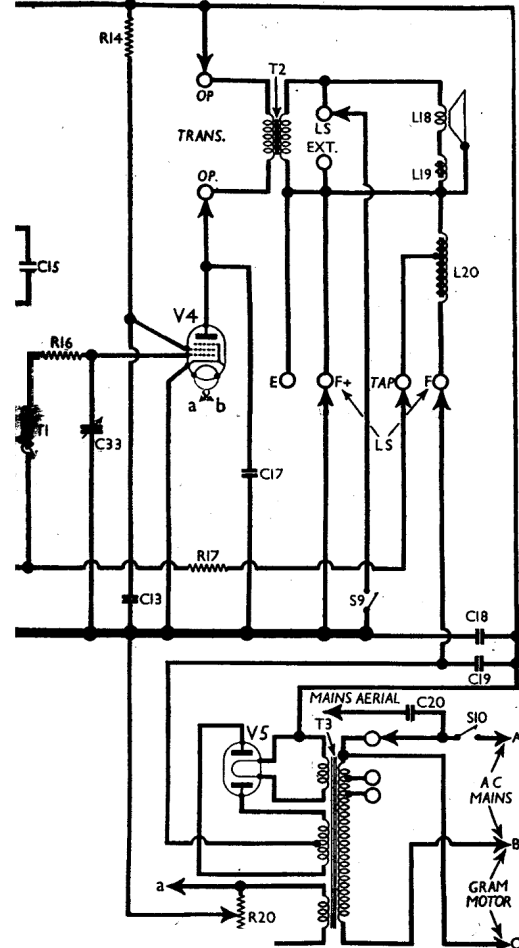 R14
OP
T2
TRANS.
LS
EXT.
L18
L19
OP.
C15
V4
L20
R16
a b
E
F+
TAP
F
LS
T1
C33
C17
R17
C13
S9
C18
C19
MAINS AERIAL
C20
V5
T3
S10
A
A C
MAINS
B
a
R20
GRAM
MOTOR